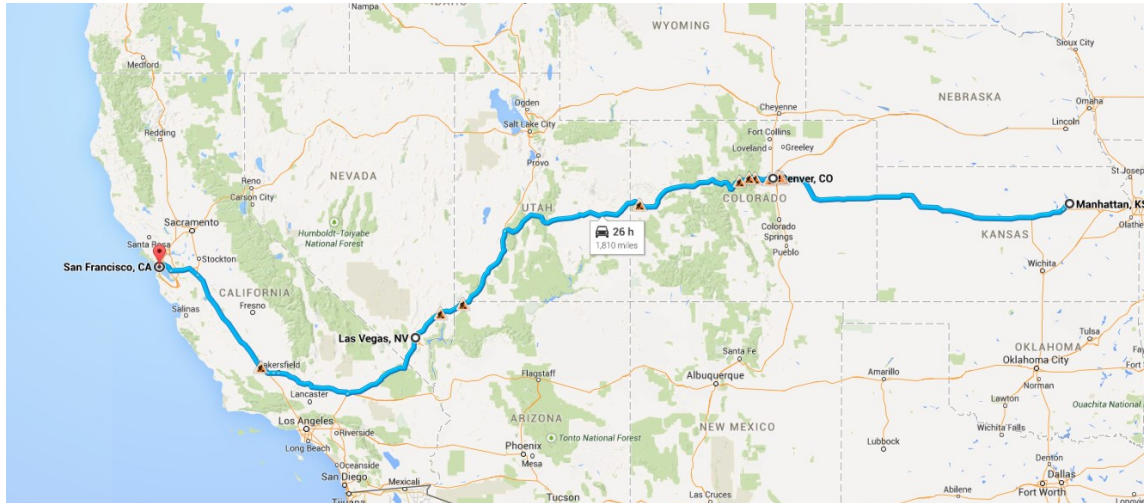 IDAHO
Nampa
Casper
WYOMING
Medford
Sioux City
NEBRASKA
Omaha
Lincoln
Redding
Ogden
Salt Lake City
Provo
Cheyenne
Fort Collins
Loveland
Greeley
Reno
Carson City
NEVADA
UTAH
Denver, CO
COLORADO
St Joseph
Manhattan, KS
Olathe
Sacramento
Humboldt-Toiyabe
National Forest
26 h
1,810 miles
Colorado
Springs
Pueblo
KANSAS
Wichita
Santa Rosa
San Francisco, CA
Stockton
CALIFORNIA
Salinas
Fresno
Las Vegas, NV
Bakersfield
Lancaster
Los Angeles
Long Beach
Riverside
Oceanside
San Diego
Mexicali
Tijuana
Flagstaff
ARIZONA
Tonto National Forest
Phoenix
Mesa
Tucson
Santa Fe
Albuquerque
NEW MEXICO
Las Cruces
Amarillo
Lubbock
Tulsa
OKLAHOMA
Oklahoma City
Norman
Lawton
Wichita Falls
Ouachita National
Denton
Dallas
Fort Worth
Abilene